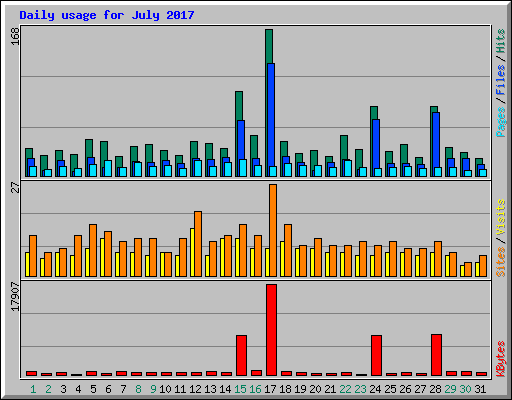 Daily usage for July 2017
168
Pages / Files / Hits
27
Sites / Visits
17907
KBytes
1 2 3 4 5 6 7 8 9 10 11 12 13 14 15 16 17 18 19 20 21 22 23 24 25 26 27 28 29 30 31